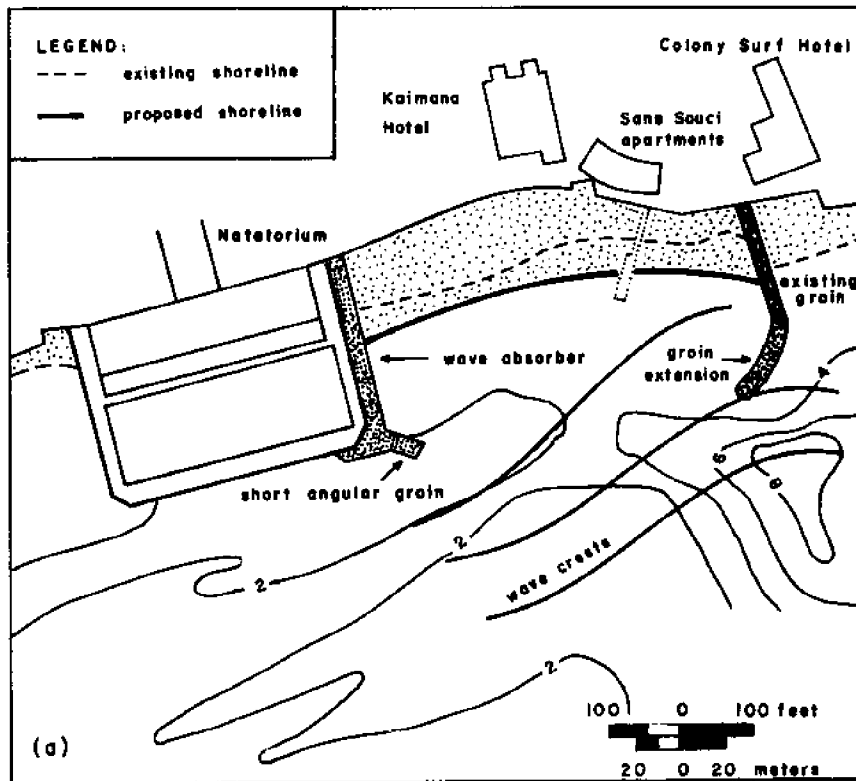 LEGEND:
existing shoreline
proposed shoreline
Colony Surf Hotel
Kaimana
Hotel
Sans Souci
apartments
Natatorium
existing
groin
wave absorber
groin
extension
4
6
8
short angular groin
2
2
wave crests
2
(a)
100 0 100 feet
20 0 20 meters